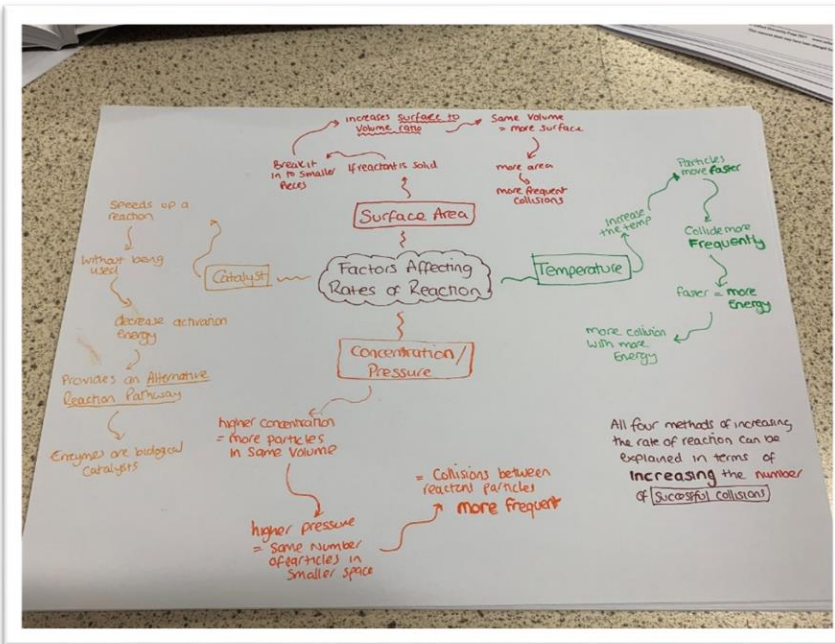 Factors Affecting
Rates of Reaction
Surface Area
If reactant is solid
Break it
in to smaller
Peices
increases surface to
volume ratio
Same volume
= more surface
more area
more frequent
collisions
Temperature
Increase
the temp
Particles
move faster
Collide more
Frequently
Faster = more
Energy
more collision
with more
Energy
Concentration/
Pressure
higher concentration
= more particles
in Same volume
higher pressure
= Same number
of particles in
Smaller space
= Collisions between
reactant particles
more frequent
Catalyst
Speeds up a
reaction
Without being
used
decrease activation
Energy
Provides an Alternative
Reaction Pathway
Enzymes are biological
catalysts
All four methods of increasing
the rate of reaction can be
explained in terms of
increasing the number
of successful collisions